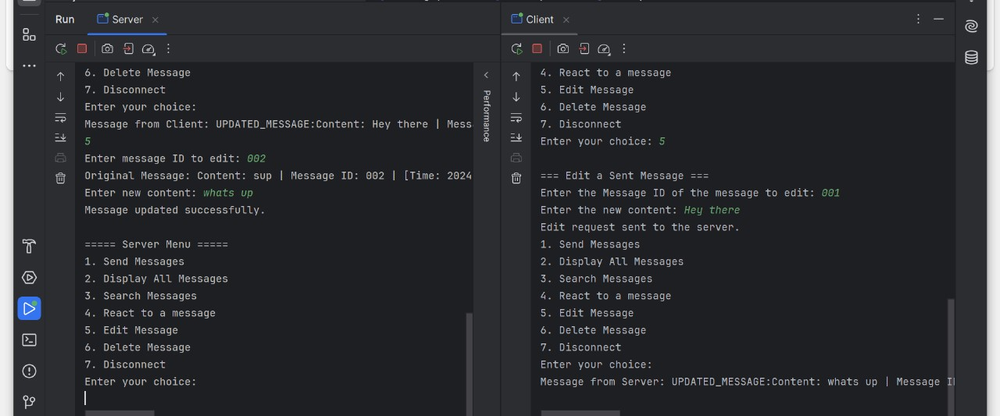 Run
Server
6. Delete Message
7. Disconnect
Enter your choice:
Message from Client: UPDATED_MESSAGE:Content: Hey there | Mess
5
Enter message ID to edit: 002
Original Message: Content: sup | Message ID: 002 | [Time: 2024
Enter new content: whats up
Message updated successfully.
===== Server Menu =====
1. Send Messages
2. Display All Messages
3. Search Messages
4. React to a message
5. Edit Message
6. Delete Message
7. Disconnect
Enter your choice:
Performance
Client
4. React to a message
5. Edit Message
6. Delete Message
7. Disconnect
Enter your choice: 5
=== Edit a Sent Message ===
Enter the Message ID of the message to edit: 001
Enter the new content: Hey there
Edit request sent to the server.
1. Send Messages
2. Display All Messages
3. Search Messages
4. React to a message
5. Edit Message
6. Delete Message
7. Disconnect
Enter your choice:
Message from Server: UPDATED_MESSAGE:Content: whats up | Message I